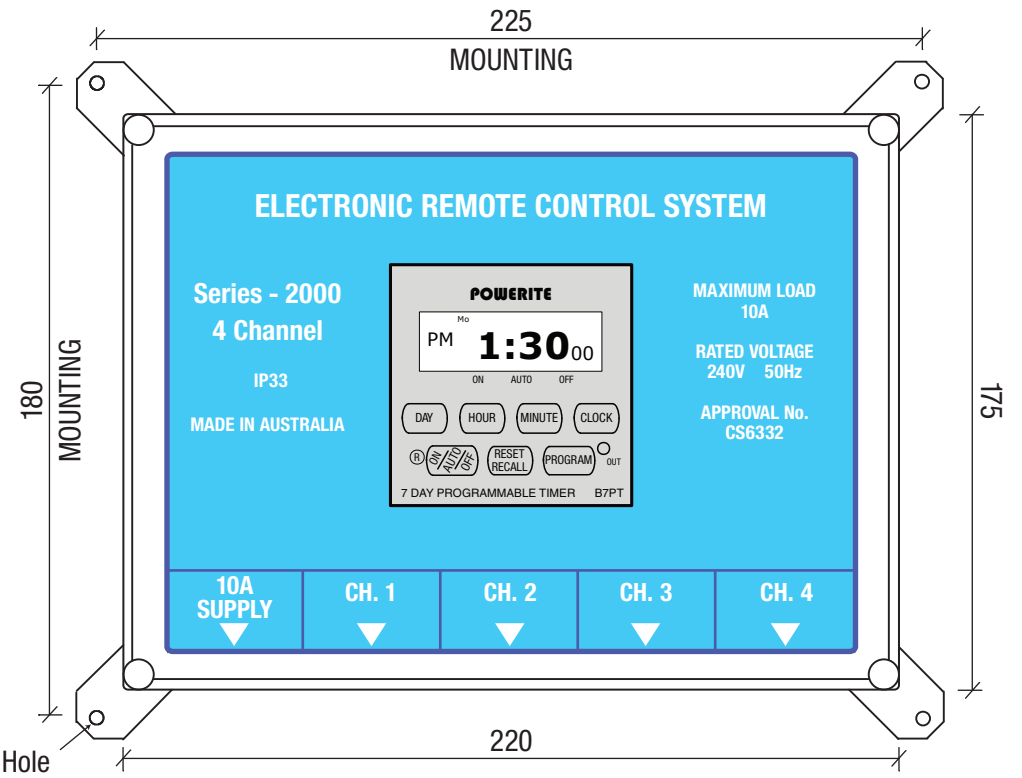 225
MOUNTING
180
MOUNTING
175
ELECTRONIC REMOTE CONTROL SYSTEM
Series - 2000
4 Channel
IP33
MADE IN AUSTRALIA
POWERITE
Mo
PM 1:30 00
ON AUTO OFF
DAY HOUR MINUTE CLOCK
R ON/AUTO/OFF RESET RECALL PROGRAM OUT
7 DAY PROGRAMMABLE TIMER B7PT
MAXIMUM LOAD
10A
RATED VOLTAGE
240V 50Hz
APPROVAL No.
CS6332
10A
SUPPLY
CH. 1
CH. 2
CH. 3
CH. 4
Hole
220